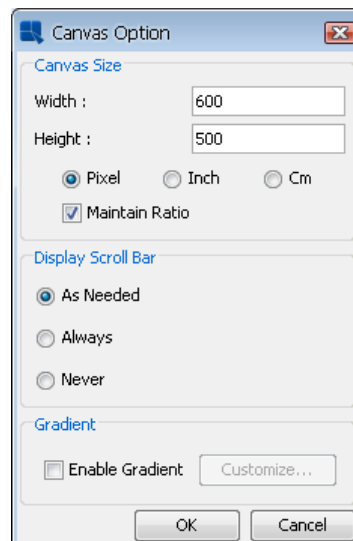 Canvas Option
Canvas Size
Width :
600
Height :
500
Pixel Inch Cm
Maintain Ratio
Display Scroll Bar
As Needed
Always
Never
Gradient
Enable Gradient Customize...
OK Cancel